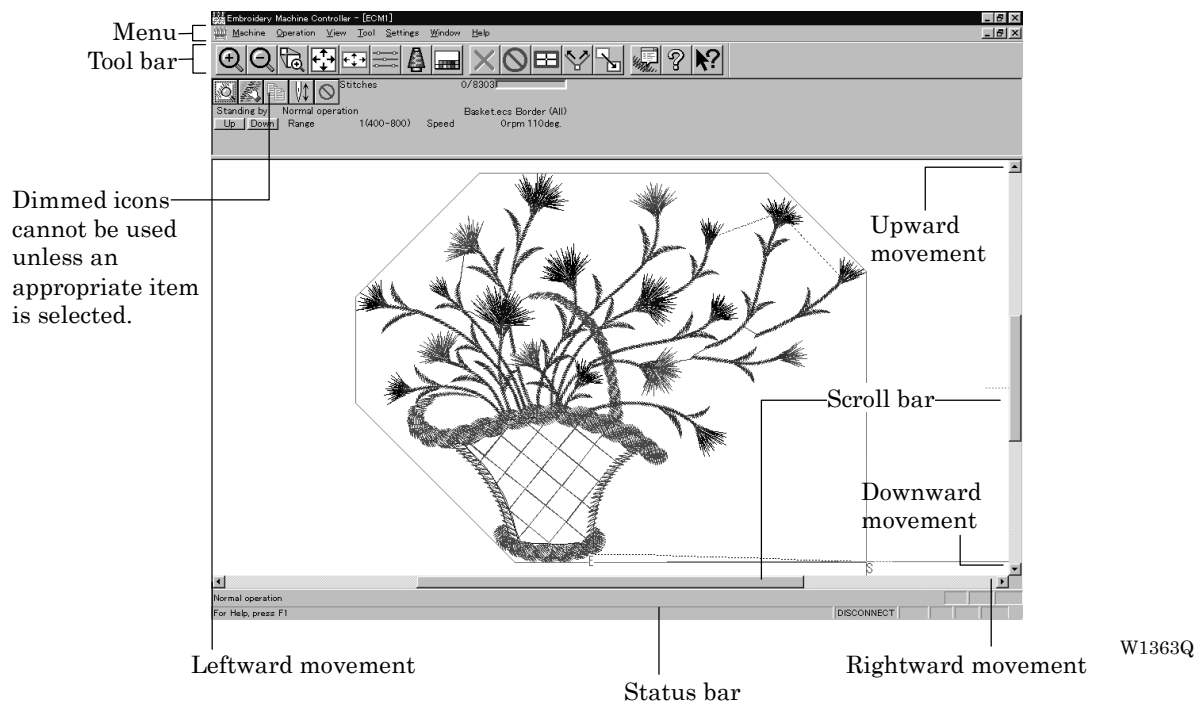 Embroidery Machine Controller - [ECM1]
Menu
Machine Operation View Tool Settings Window Help
Tool bar
Stitches 0/8303
Standing by Normal operation Basket.ecs Border (All)
Up Down Range 1(400-800) Speed 0rpm 110deg.
Dimmed icons
cannot be used
unless an
appropriate item
is selected.
Upward
movement
Scroll bar
Downward
movement
E
S
Normal operation
For Help, press F1 DISCONNECT
Leftward movement
Rightward movement
W1363Q
Status bar